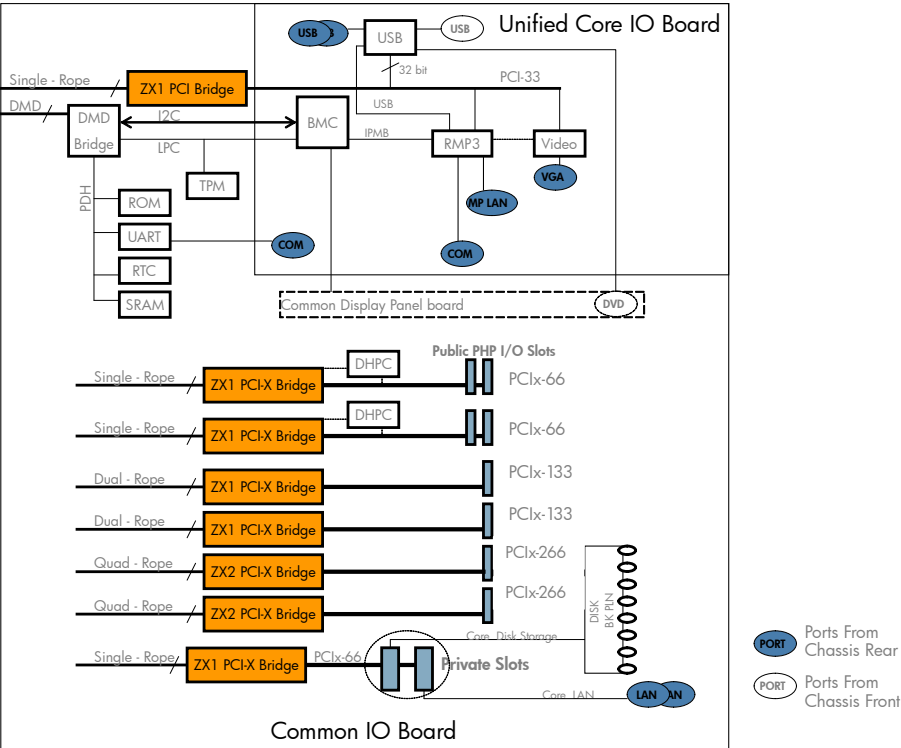 Unified Core IO Board
USB
USB
USB
32 bit
Single - Rope
ZX1 PCI Bridge
PCI-33
DMD
DMD
Bridge
I2C
LPC
BMC
USB
IPMB
RMP3
Video
VGA
TPM
PDH
ROM
UART
RTC
SRAM
COM
MP LAN
COM
Common Display Panel board
DVD
Public PHP I/O Slots
Single - Rope
ZX1 PCI-X Bridge
DHPC
PCIx-66
Single - Rope
ZX1 PCI-X Bridge
DHPC
PCIx-66
Dual - Rope
ZX1 PCI-X Bridge
PCIx-133
Dual - Rope
ZX1 PCI-X Bridge
PCIx-133
Quad - Rope
ZX2 PCI-X Bridge
PCIx-266
Quad - Rope
ZX2 PCI-X Bridge
PCIx-266
DISK
BK PLN
Core Disk Storage
Single - Rope
ZX1 PCI-X Bridge
PCIx-66
Private Slots
Core LAN
LAN
Common IO Board
PORT
Ports From
Chassis Rear
PORT
Ports From
Chassis Front